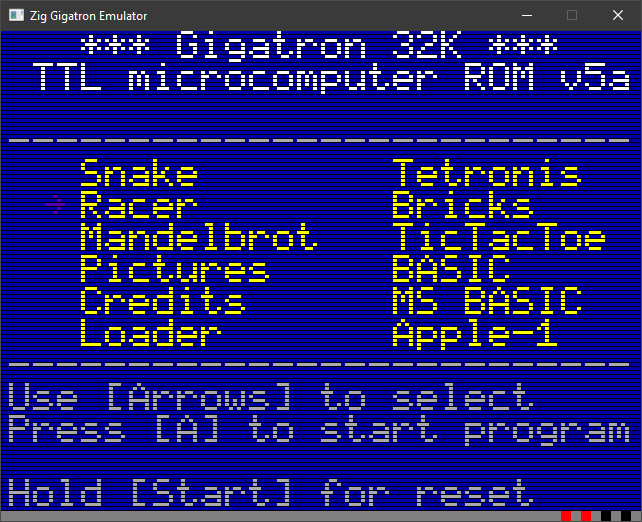 Zig Gigatron Emulator
*** Gigatron 32K ***
TTL microcomputer ROM v5a
Snake Tetronis
Racer Bricks
Mandelbrot TicTacToe
Pictures BASIC
Credits MS BASIC
Loader Apple-1
Use [Arrows] to select
Press [A] to start program
Hold [Start] for reset